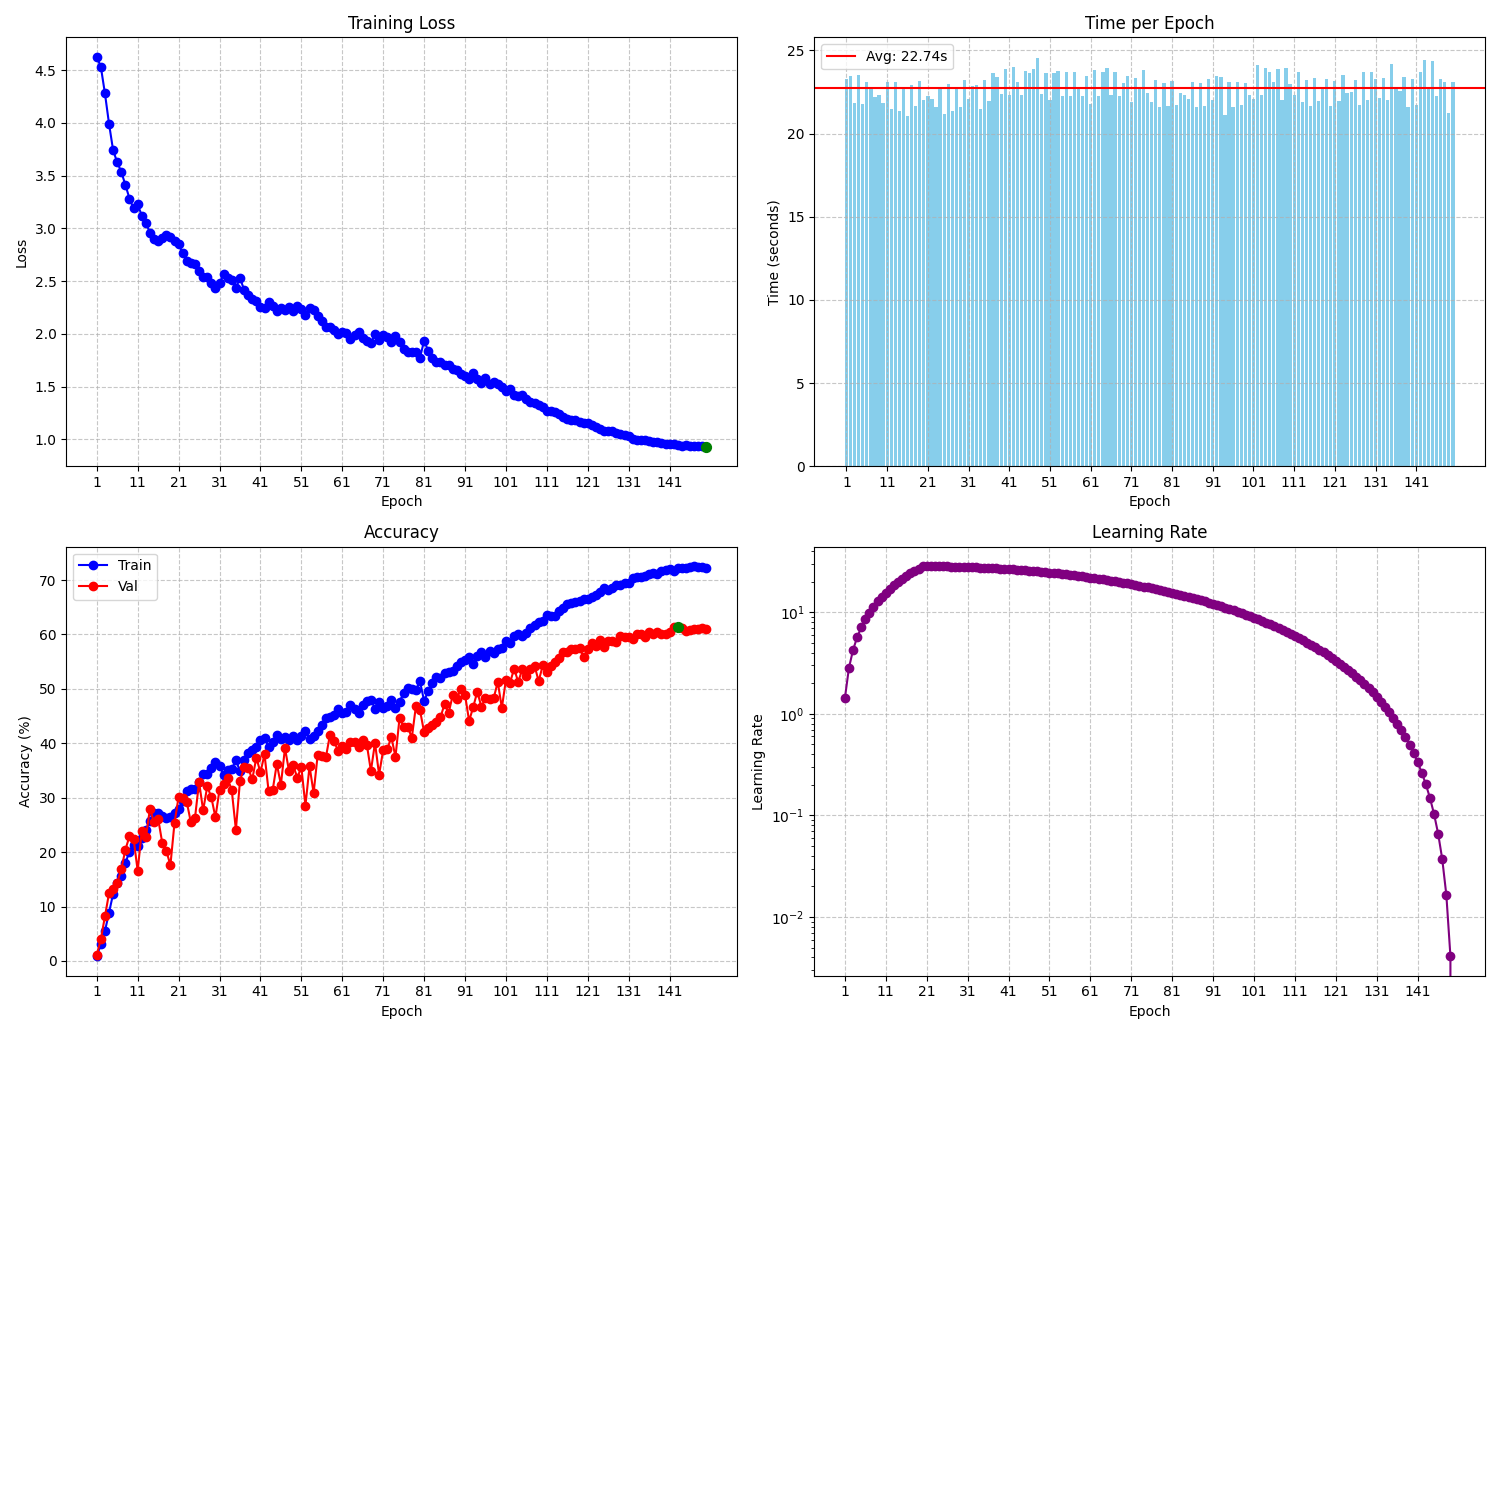 Training Loss
4.5
4.0
3.5
3.0
2.5
2.0
1.5
1.0
Loss
1 11 21 31 41 51 61 71 81 91 101 111 121 131 141
Epoch
Time per Epoch
Avg: 22.74s
25
20
15
10
5
0
Time (seconds)
1 11 21 31 41 51 61 71 81 91 101 111 121 131 141
Epoch
Accuracy
Train
Val
70
60
50
40
30
20
10
0
Accuracy (%)
1 11 21 31 41 51 61 71 81 91 101 111 121 131 141
Epoch
Learning Rate
10¹
10⁰
10⁻¹
10⁻²
Learning Rate
1 11 21 31 41 51 61 71 81 91 101 111 121 131 141
Epoch